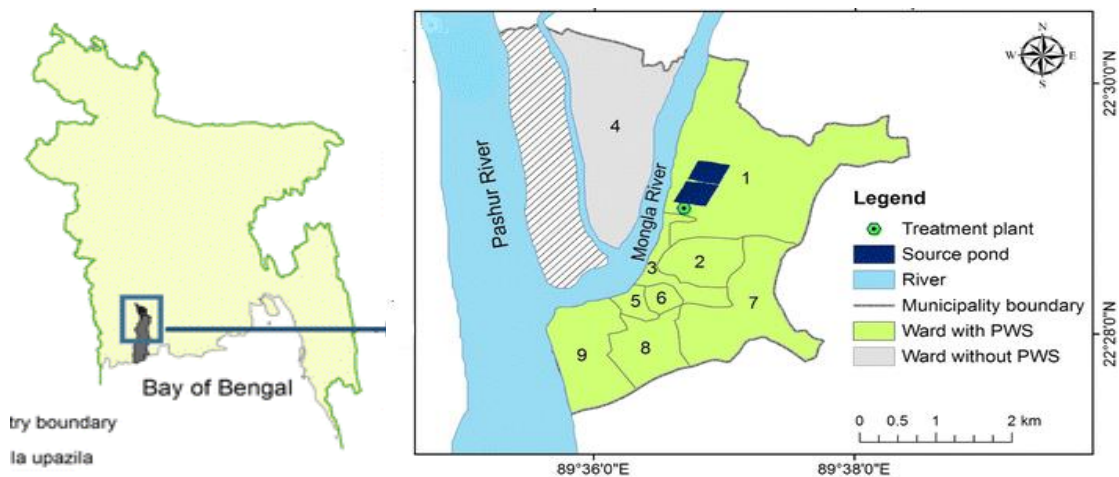 Bay of Bengal
try boundary
la upazila
Pashur River
Mongla River
4
1
2
3
5
6
7
8
9
N
W E
S
Legend
Treatment plant
Source pond
River
Municipality boundary
Ward with PWS
Ward without PWS
0 0.5 1 2 km
22°30'0"N
22°28'0"N
89°36'0"E
89°38'0"E